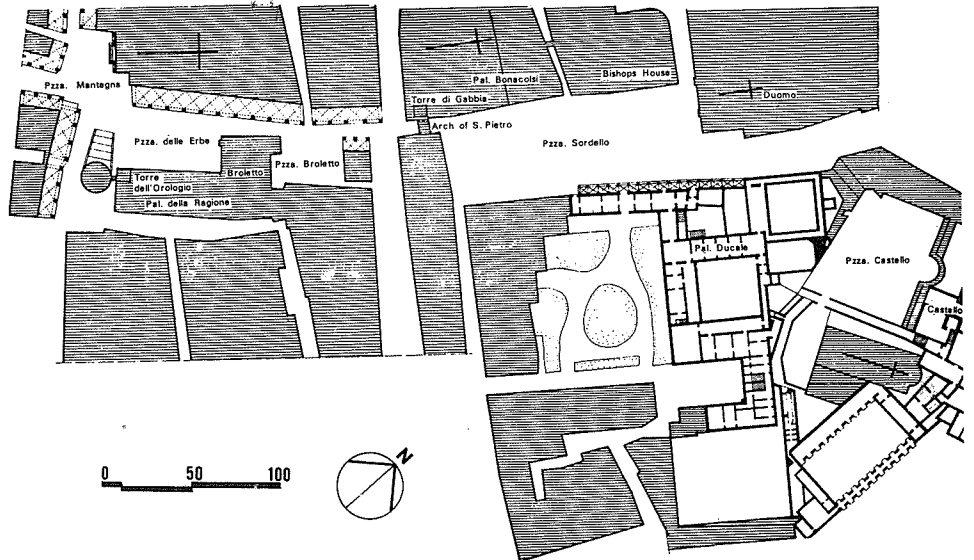 Pzza. Mantegna
Pal. Bonacolsi
Bishops House
Torre di Gabbia
Duomo.
Arch of S. Pietro
Pzza. delle Erbe
Pzza. Sordello
Pzza. Broletto
Broletto
Torre
dell'Orologio
Pal. della Ragione
Pal. Ducale
Pzza. Castello
Castello
N
0 50 100